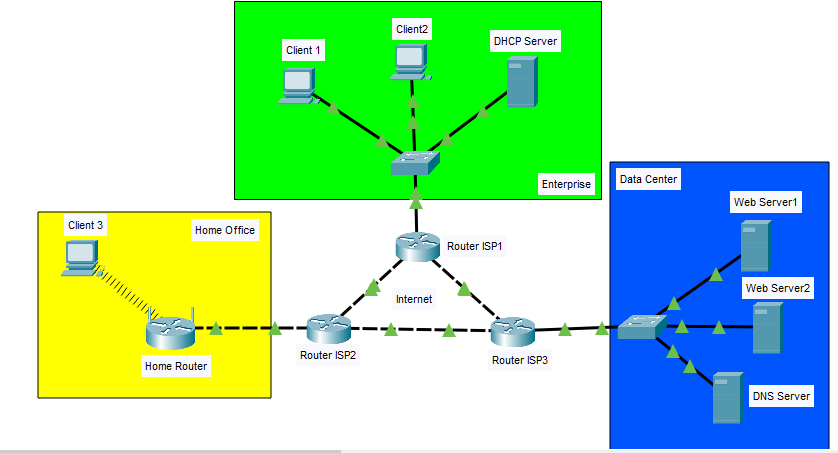 Client2
Client 1
DHCP Server
Enterprise
Data Center
Web Server1
Client 3
Home Office
Router ISP1
Web Server2
Internet
Router ISP2
Router ISP3
Home Router
DNS Server